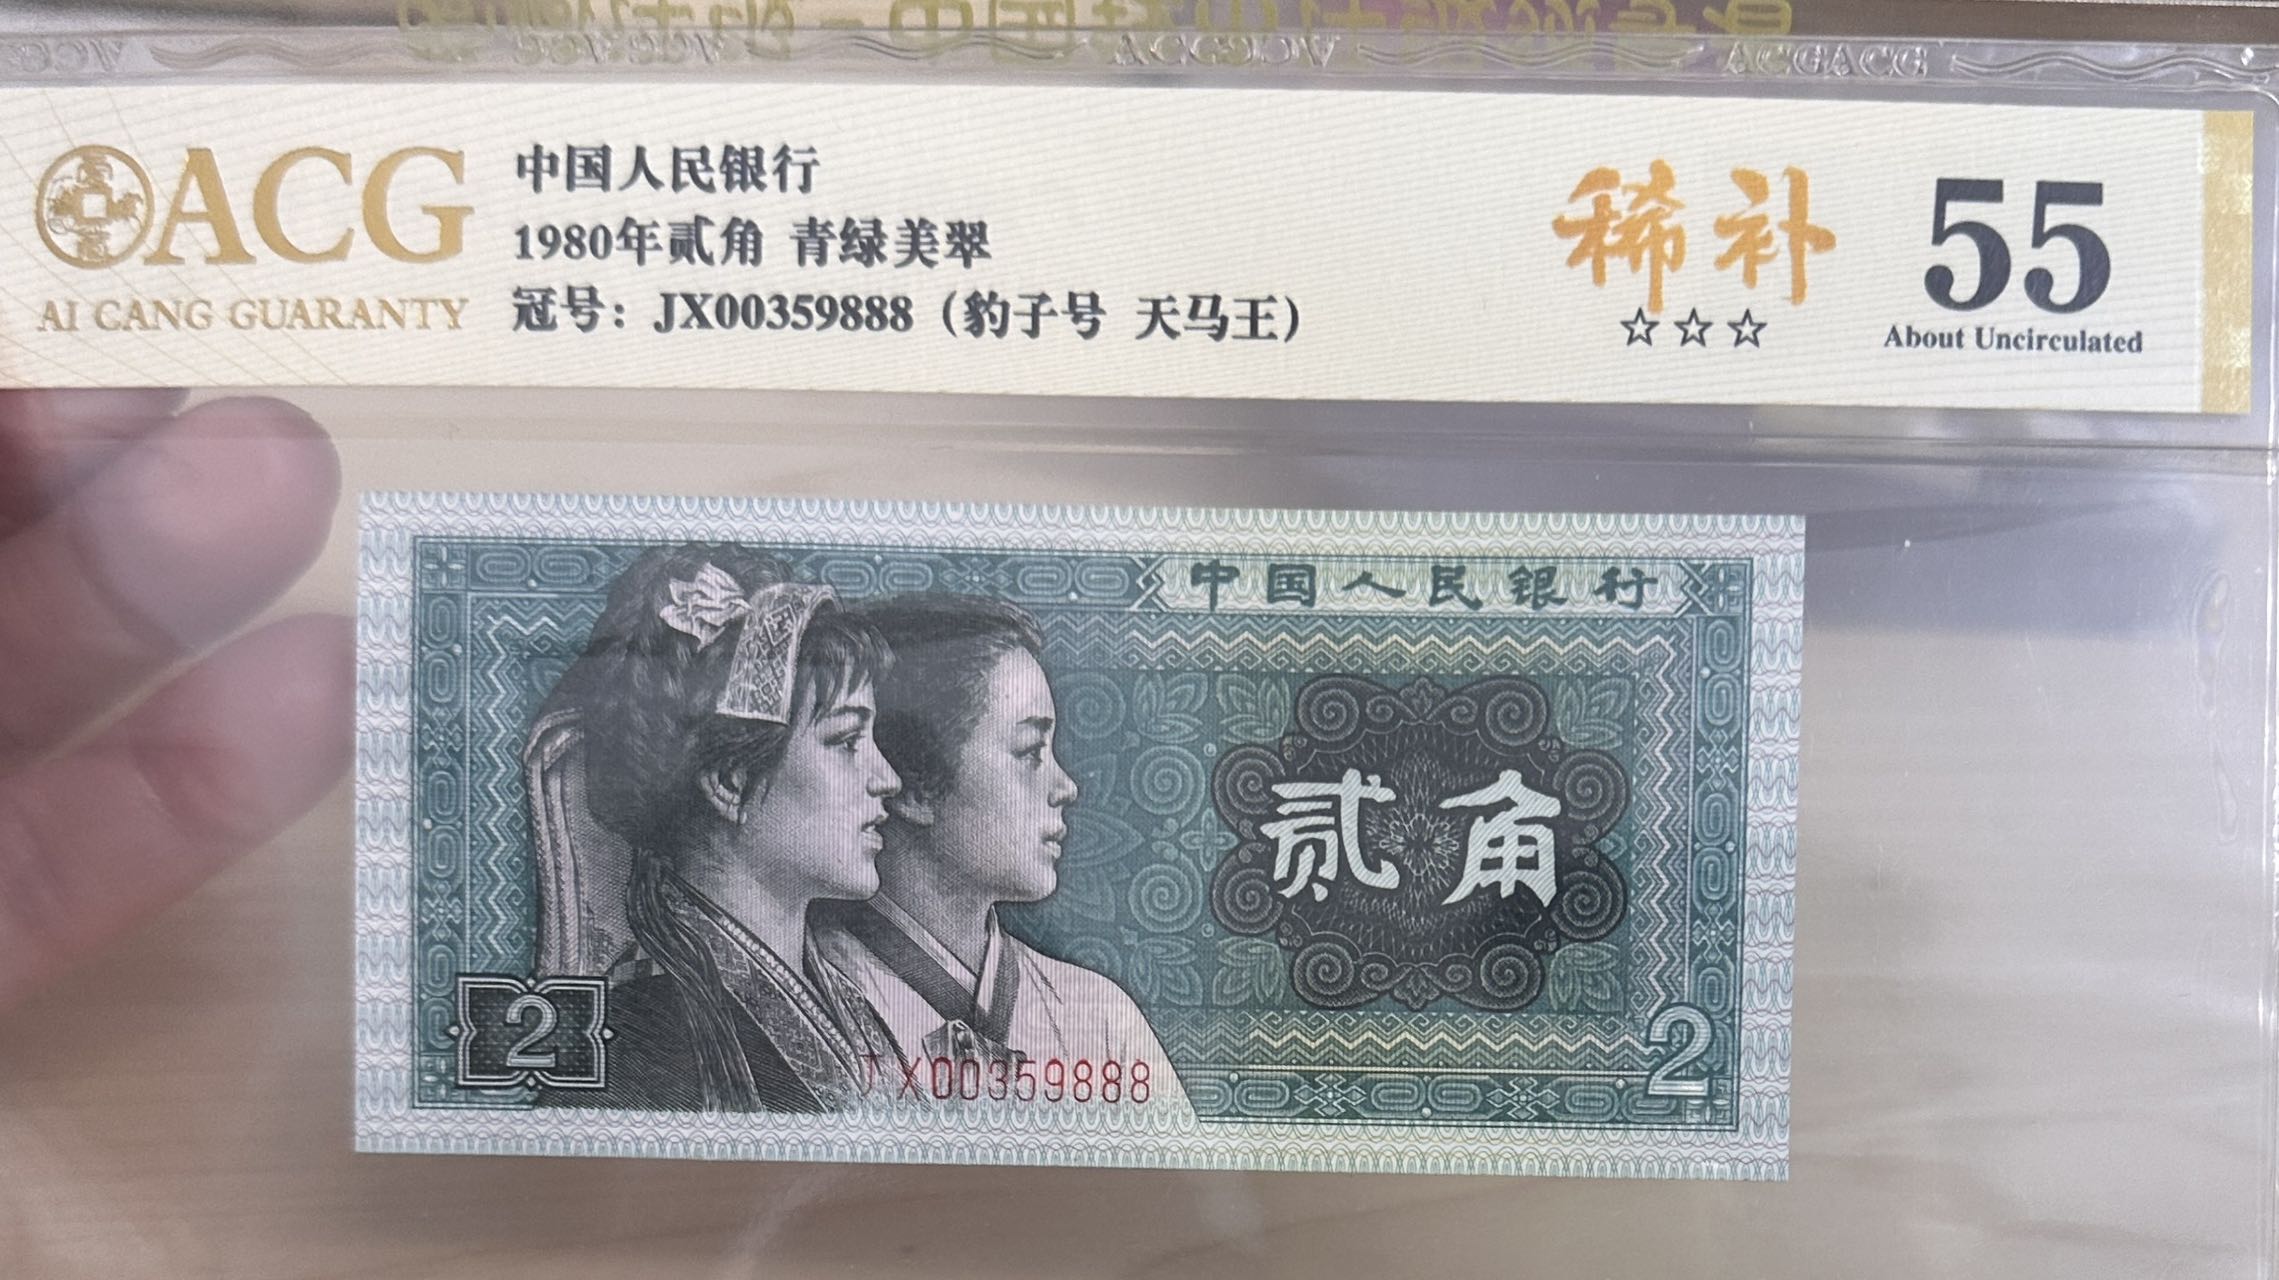 ACG
AI CANG GUARANTY
中国人民银行
1980年贰角 青绿美翠
冠号：JX00359888（豹子号 天马王）
稀补
☆☆☆
55
About Uncirculated
中国人民银行
贰角
2
JX00359888
2